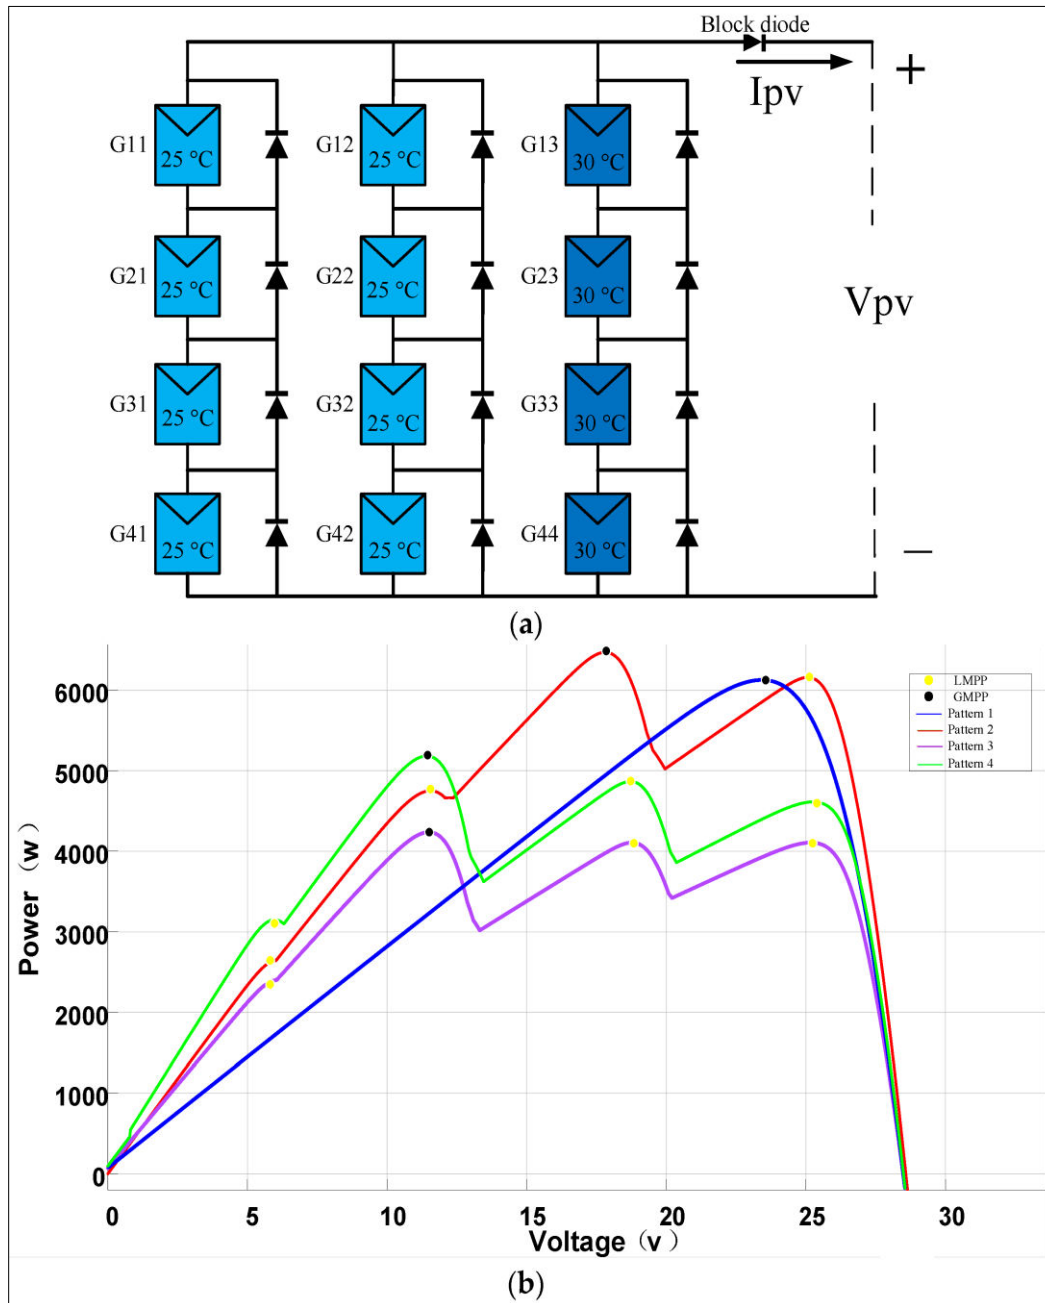 Block diode
Ipv
+
G11 25 °C G12 25 °C G13 30 °C
G21 25 °C G22 25 °C G23 30 °C
Vpv
G31 25 °C G32 25 °C G33 30 °C
G41 25 °C G42 25 °C G44 30 °C
—
(a)
6000
5000
4000
3000
2000
1000
0
Power（w）
LMPP
GMPP
Pattern 1
Pattern 2
Pattern 3
Pattern 4
0 5 10 15 20 25 30
Voltage（v）
(b)